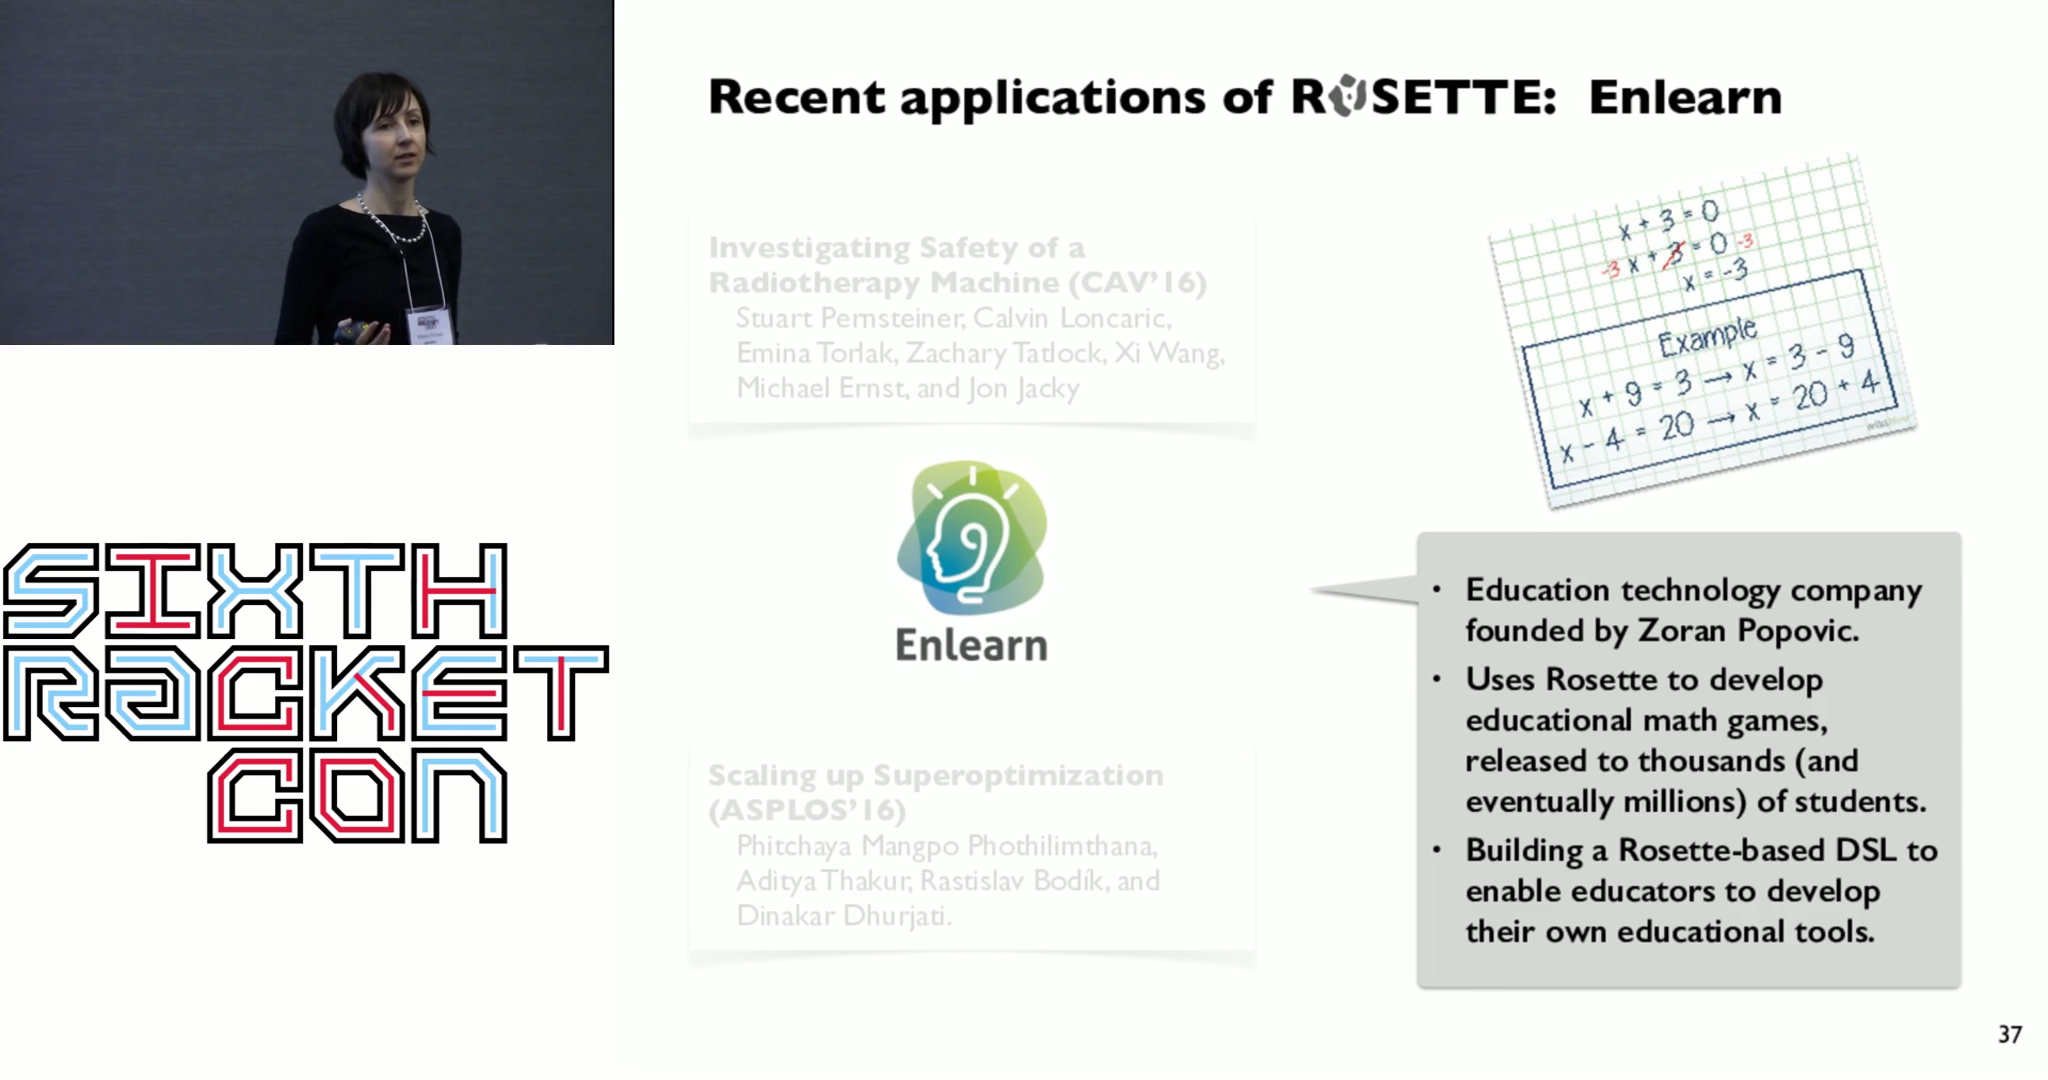 Recent applications of ROSETTE: Enlearn
Investigating Safety of a
Radiotherapy Machine (CAV'16)
Stuart Pernsteiner, Calvin Loncaric,
Emina Torlak, Zachary Tatlock, Xi Wang,
Michael Ernst, and Jon Jacky
Enlearn
Scaling up Superoptimization
(ASPLOS'16)
Phitchaya Mangpo Phothilimthana,
Aditya Thakur, Rastislav Bodík, and
Dinakar Dhurjati.
x + 3 = 0
-3 x + 3 = 0 -3
x = -3
Example
x + 9 = 3 → x = 3 - 9
x - 4 = 20 → x = 20 + 4
wikiHow
• Education technology company
founded by Zoran Popovic.
• Uses Rosette to develop
educational math games,
released to thousands (and
eventually millions) of students.
• Building a Rosette-based DSL to
enable educators to develop
their own educational tools.
SIXTH
RACKET
CON
37